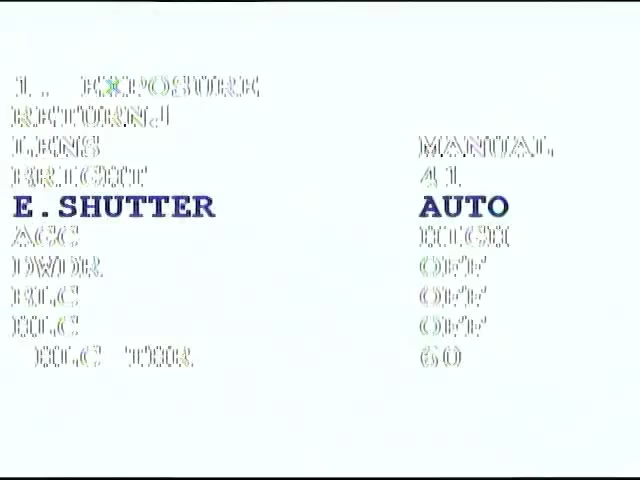 1. EXPOSURE
RETURN↲
LENS MANUAL
BRIGHT 41
E.SHUTTER AUTO
AGC HIGH
DWDR OFF
BLC OFF
HLC OFF
HLC THR 60